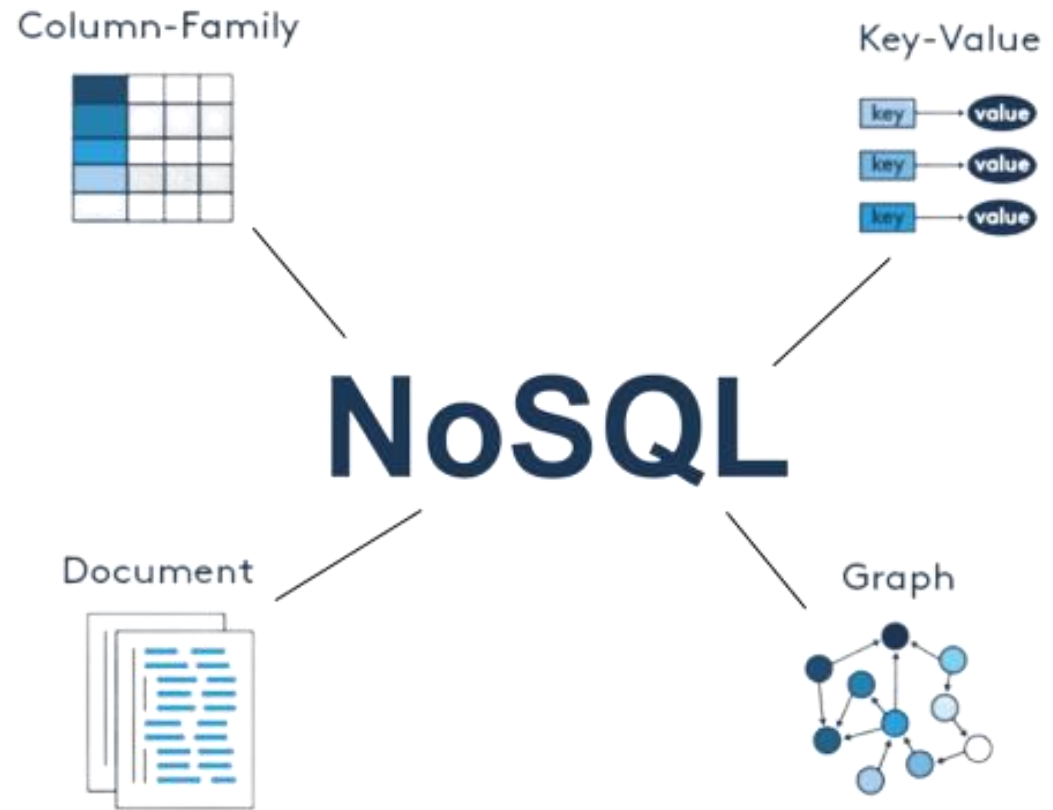 Column-Family
Key-Value
key value
key value
key value
NoSQL
Document
Graph